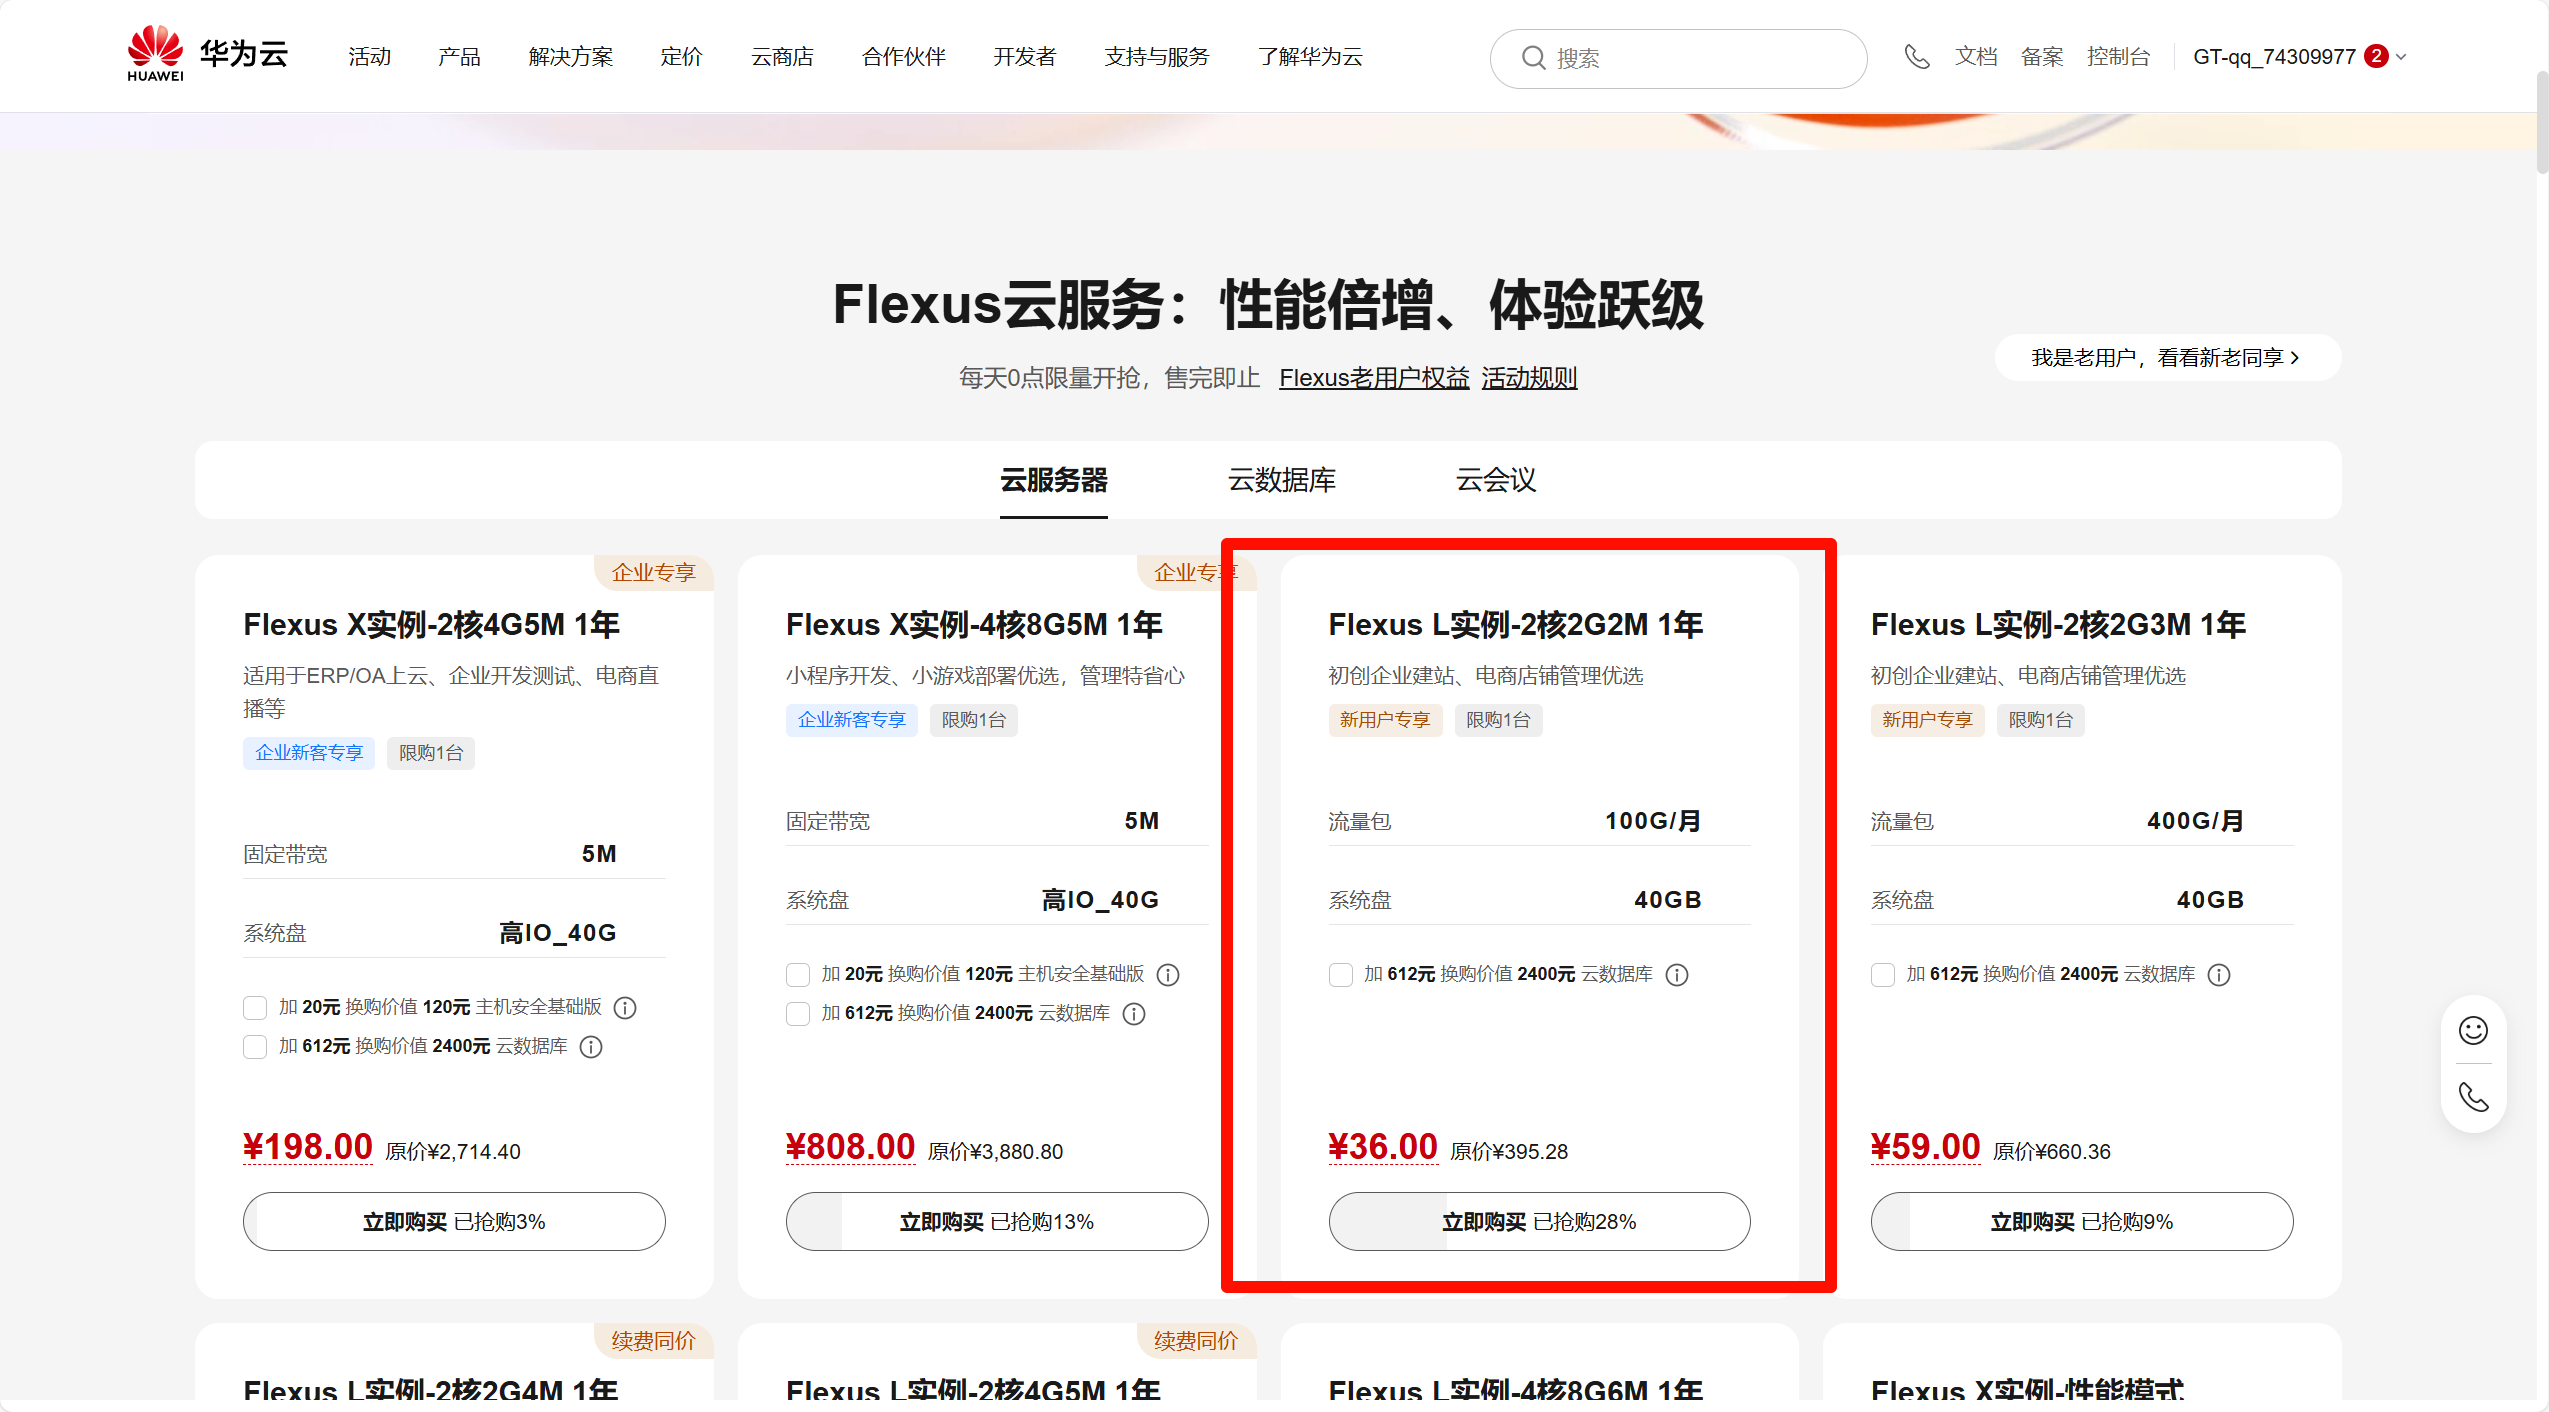 HUAWEI
华为云
活动 产品 解决方案 定价 云商店 合作伙伴 开发者 支持与服务 了解华为云
搜索
文档 备案 控制台
GT-qq_74309977 2
Flexus云服务：性能倍增、体验跃级
每天0点限量开抢，售完即止 Flexus老用户权益 活动规则
我是老用户，看看新老同享
云服务器 云数据库 云会议
企业专享
Flexus X实例-2核4G5M 1年
适用于ERP/OA上云、企业开发测试、电商直
播等
企业新客专享 限购1台
固定带宽 5M
系统盘 高IO_40G
加 20元 换购价值 120元 主机安全基础版
加 612元 换购价值 2400元 云数据库
¥198.00 原价¥2,714.40
立即购买 已抢购3%
企业专享
Flexus X实例-4核8G5M 1年
小程序开发、小游戏部署优选，管理特省心
企业新客专享 限购1台
固定带宽 5M
系统盘 高IO_40G
加 20元 换购价值 120元 主机安全基础版
加 612元 换购价值 2400元 云数据库
¥808.00 原价¥3,880.80
立即购买 已抢购13%
Flexus L实例-2核2G2M 1年
初创企业建站、电商店铺管理优选
新用户专享 限购1台
流量包 100G/月
系统盘 40GB
加 612元 换购价值 2400元 云数据库
¥36.00 原价¥395.28
立即购买 已抢购28%
Flexus L实例-2核2G3M 1年
初创企业建站、电商店铺管理优选
新用户专享 限购1台
流量包 400G/月
系统盘 40GB
加 612元 换购价值 2400元 云数据库
¥59.00 原价¥660.36
立即购买 已抢购9%
续费同价
Flexus L实例-2核2G4M 1年
续费同价
Flexus L实例-2核4G5M 1年
Flexus L实例-4核8G6M 1年
Flexus X实例-性能模式